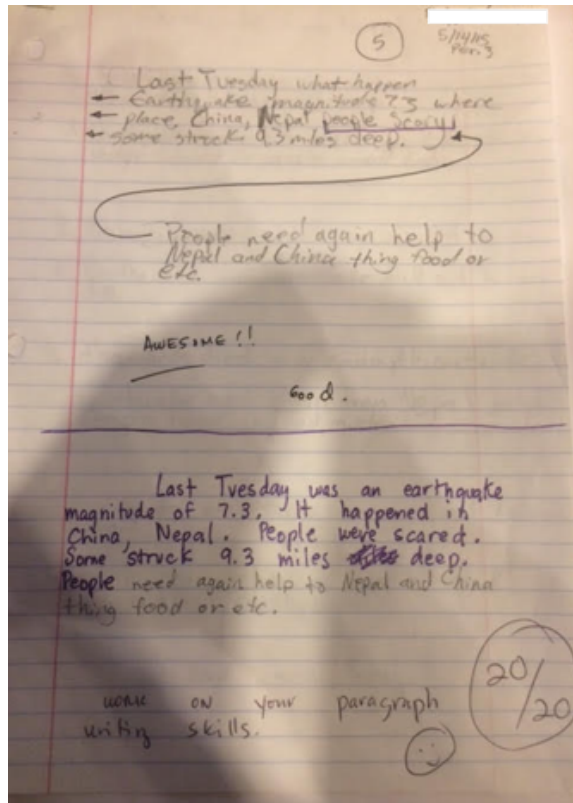 5
5/14/15
Per. 3
Last Tuesday what happen
Earthquake magnitude 7.3 where
place, China, Nepal people Scary
Some struck 9.3 miles deep.
People need again help to
Nepal and China thing food or
etc.
AWESOME!!
Good.
Last Tuesday was an earthquake
magnitude of 7.3. It happened in
China, Nepal. People were scared.
Some struck 9.3 miles deep.
People need again help to Nepal and China
thing food or etc.
20/20
work on your paragraph
writing skills.